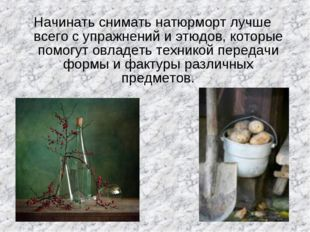 Начинать снимать натюрморт лучше
всего с упражнений и этюдов, которые
помогут овладеть техникой передачи
формы и фактуры различных
предметов.